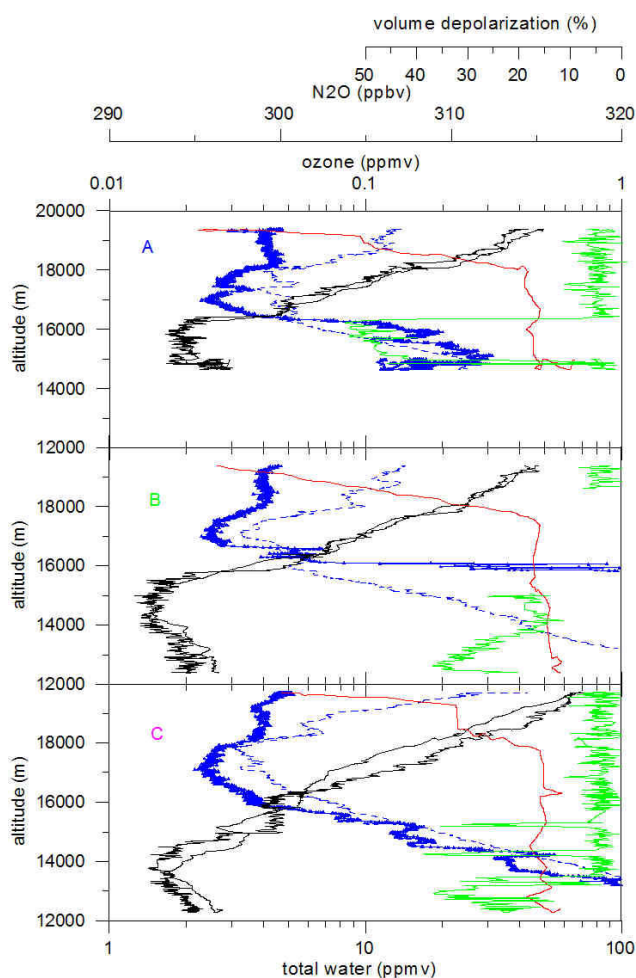 volume depolarization (%)
50 40 30 20 10 0
N2O (ppbv)
290 300 310 320
ozone (ppmv)
0.01 0.1 1
20000
A
18000
altitude (m)
16000
14000
12000
B
18000
altitude (m)
16000
14000
12000
C
18000
altitude (m)
16000
14000
12000
1 10 100
total water (ppmv)